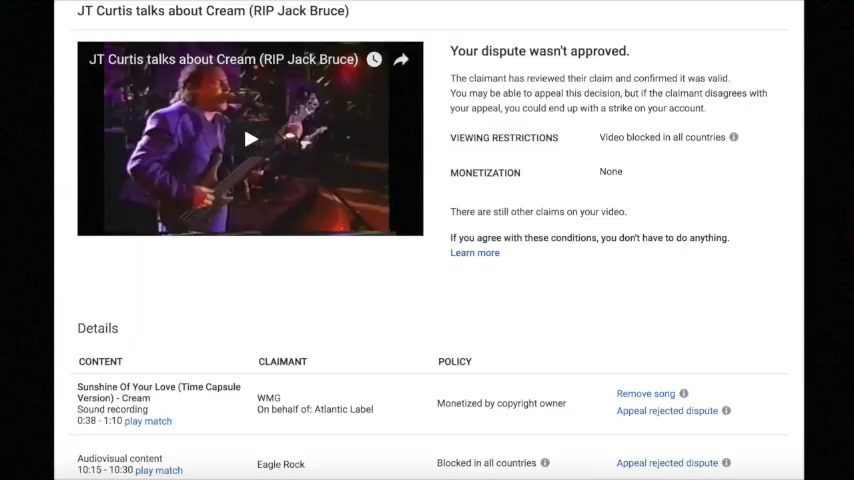 JT Curtis talks about Cream (RIP Jack Bruce)
JT Curtis talks about Cream (RIP Jack Bruce)
Your dispute wasn't approved.
The claimant has reviewed their claim and confirmed it was valid.
You may be able to appeal this decision, but if the claimant disagrees with
your appeal, you could end up with a strike on your account.
VIEWING RESTRICTIONS Video blocked in all countries
MONETIZATION None
There are still other claims on your video.
If you agree with these conditions, you don't have to do anything.
Learn more
Details
CONTENT CLAIMANT POLICY
Sunshine Of Your Love (Time Capsule
Version) - Cream
Sound recording
0:38 - 1:10 play match
WMG
On behalf of: Atlantic Label
Monetized by copyright owner
Remove song
Appeal rejected dispute
Audiovisual content
10:15 - 10:30 play match
Eagle Rock
Blocked in all countries
Appeal rejected dispute